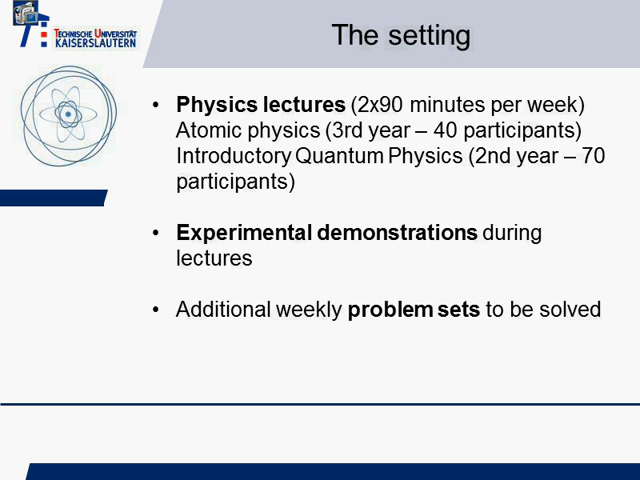 TECHNISCHE UNIVERSITÄT
KAISERSLAUTERN
The setting
• Physics lectures (2x90 minutes per week)
Atomic physics (3rd year – 40 participants)
Introductory Quantum Physics (2nd year – 70
participants)
• Experimental demonstrations during
lectures
• Additional weekly problem sets to be solved